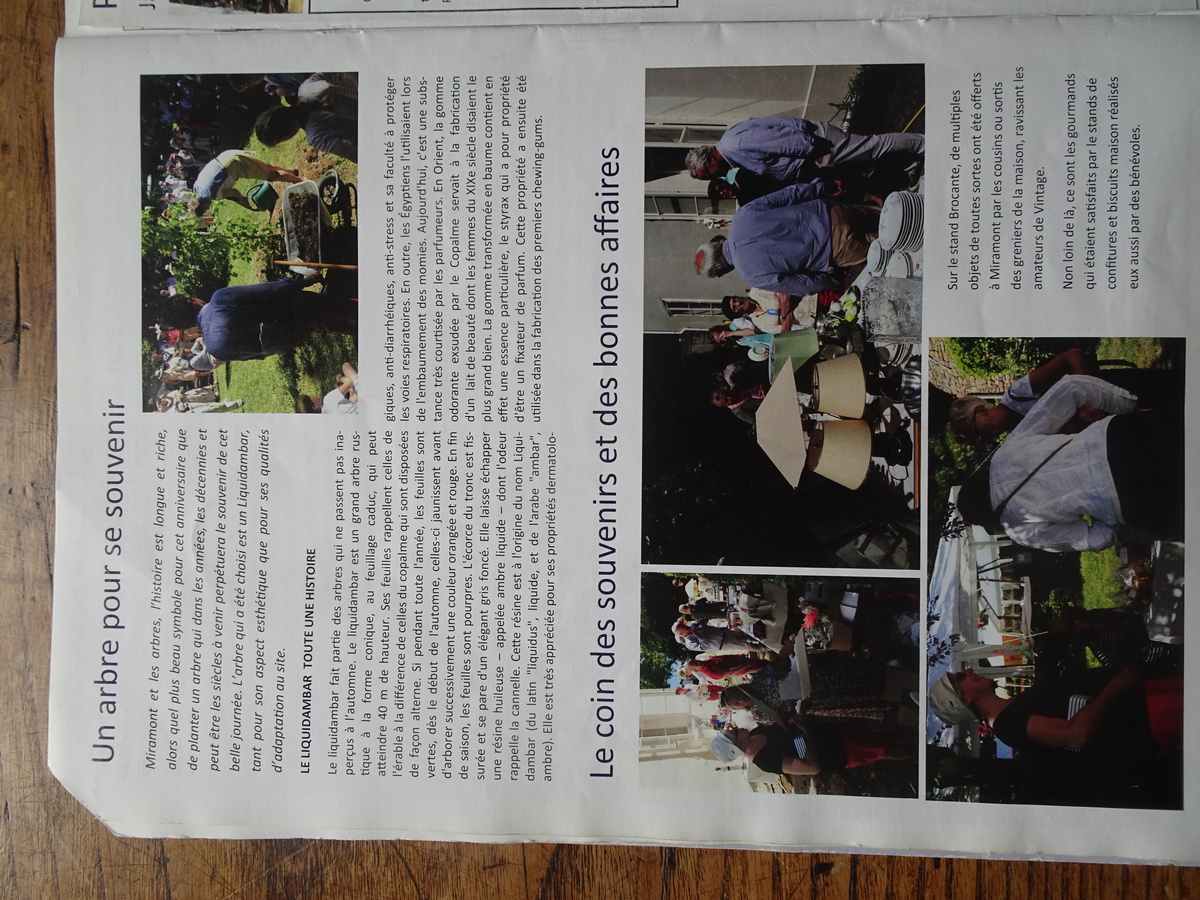 Un arbre pour se souvenir
Miramont et les arbres, l'histoire est longue et riche,
alors quel plus beau symbole pour cet anniversaire que
de planter un arbre qui dans les années, les décennies et
peut être les siècles à venir perpétuera le souvenir de cet
belle journée. L'arbre qui a été choisi est un Liquidambar,
tant pour son aspect esthétique que pour ses qualités
d'adaptation au site.
LE LIQUIDAMBAR TOUTE UNE HISTOIRE
Le liquidambar fait partie des arbres qui ne passent pas ina-
perçus à l'automne. Le liquidambar est un grand arbre rus-
tique à la forme conique, au feuillage caduc, qui peut
atteindre 40 m de hauteur. Ses feuilles rappellent celles de
l'érable à la différence de celles du copalme qui sont disposées
de façon alterne. Si pendant toute l'année, les feuilles sont
vertes, dès le début de l'automne, celles-ci jaunissent avant
d'arborer successivement une couleur orangée et rouge. En fin
de saison, les feuilles sont pourpres. L'écorce du tronc est fis-
surée et se pare d'un élégant gris foncé. Elle laisse échapper
une résine huileuse – appelée ambre liquide – dont l'odeur
rappelle la cannelle. Cette résine est à l'origine du nom Liqui-
dambar (du latin "liquidus", liquide, et de l'arabe "ambar",
ambre). Elle est très appréciée pour ses propriétés dermatolo-
giques, anti-diarrhéiques, anti-stress et sa faculté à protéger
les voies respiratoires. En outre, les Égyptiens l'utilisaient lors
de l'embaumement des momies. Aujourd'hui, c'est une subs-
tance très courtisée par les parfumeurs. En Orient, la gomme
odorante exsudée par le Copalme servait à la fabrication
d'un lait de beauté dont les femmes du XIXe siècle disaient le
plus grand bien. La gomme transformée en baume contient en
effet une essence particulière, le styrax qui a pour propriété
d'être un fixateur de parfum. Cette propriété a ensuite été
utilisée dans la fabrication des premiers chewing-gums.
Le coin des souvenirs et des bonnes affaires
Sur le stand Brocante, de multiples
objets de toutes sortes ont été offerts
à Miramont par les cousins ou sortis
des greniers de la maison, ravissant les
amateurs de Vintage.
Non loin de là, ce sont les gourmands
qui étaient satisfaits par le stands de
confitures et biscuits maison réalisés
eux aussi par des bénévoles.